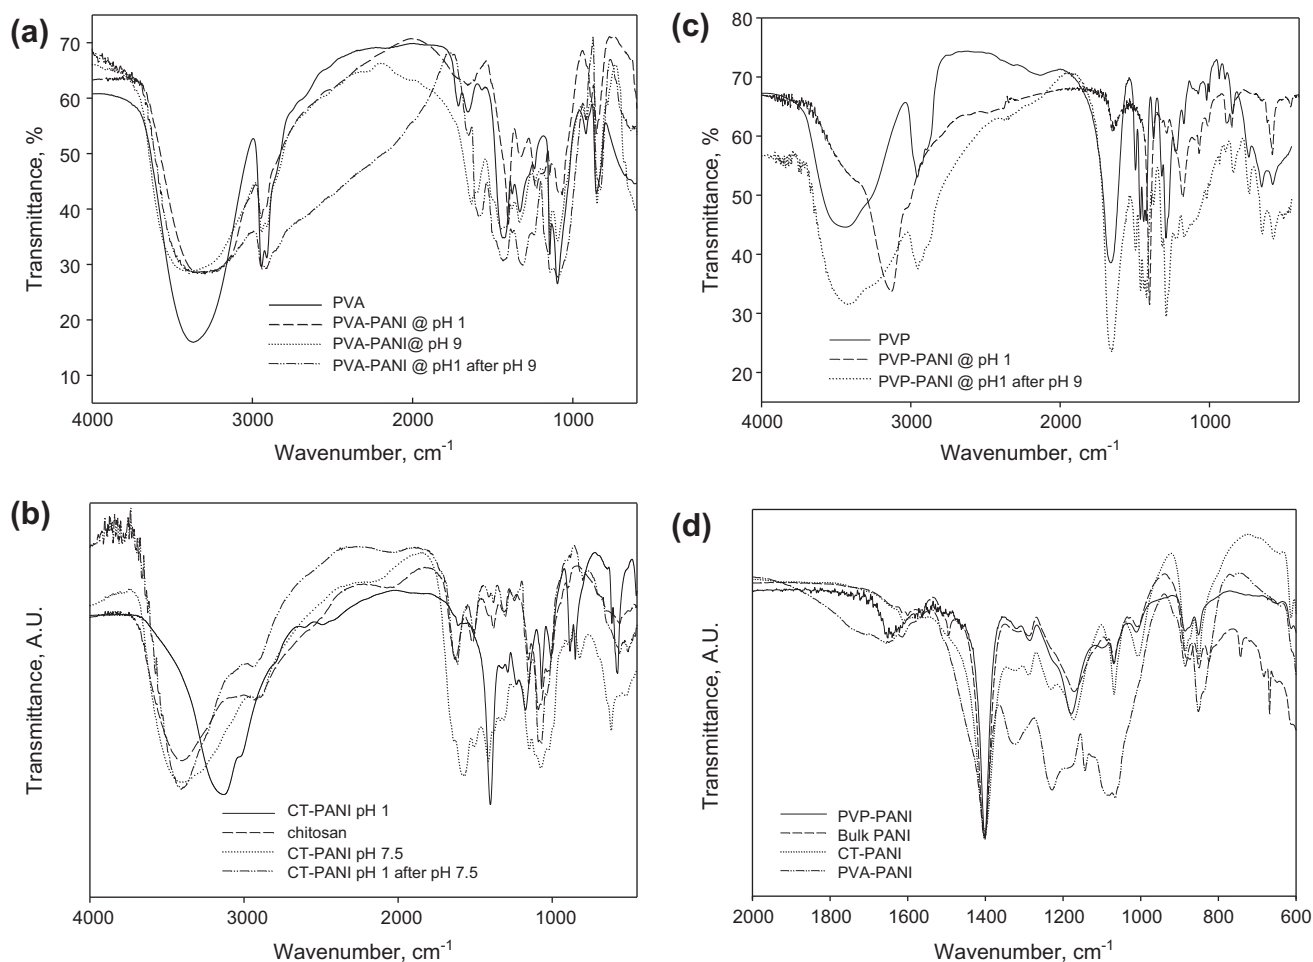 (a)
70
60
50
40
30
20
10
Transmittance, %
PVA
PVA-PANI @ pH 1
PVA-PANI@ pH 9
PVA-PANI @ pH1 after pH 9
4000 3000 2000 1000
Wavenumber, cm-1
(c)
80
70
60
50
40
30
20
Transmittance, %
PVP
PVP-PANI @ pH 1
PVP-PANI @ pH1 after pH 9
4000 3000 2000 1000
Wavenumber, cm-1
(b)
Transmittance, A.U.
CT-PANI pH 1
chitosan
CT-PANI pH 7.5
CT-PANI pH 1 after pH 7.5
4000 3000 2000 1000
Wavenumber, cm-1
(d)
Transmittance, A.U.
PVP-PANI
Bulk PANI
CT-PANI
PVA-PANI
2000 1800 1600 1400 1200 1000 800 600
Wavenumber, cm-1